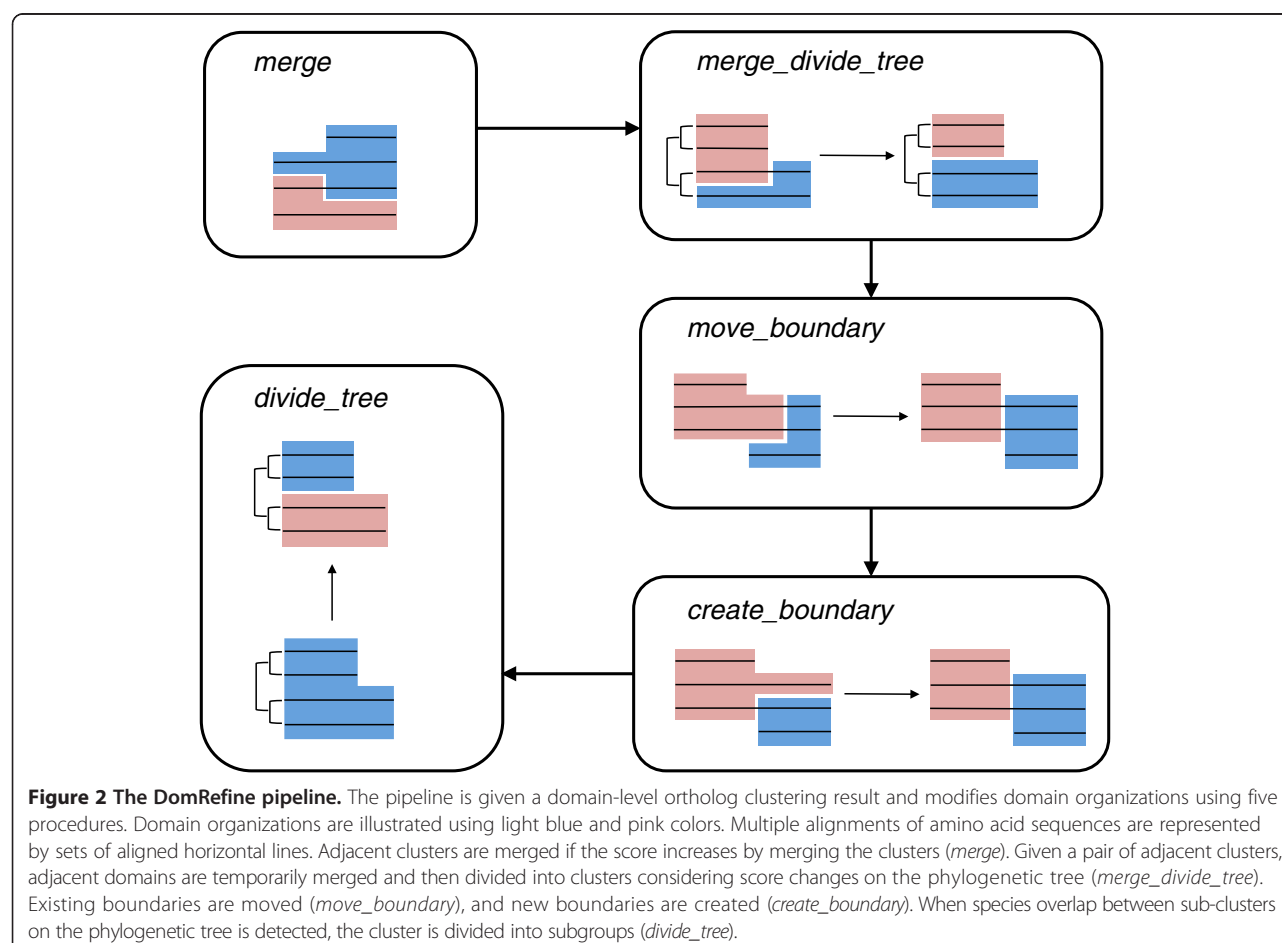 merge
merge_divide_tree
move_boundary
divide_tree
create_boundary
Figure 2 The DomRefine pipeline. The pipeline is given a domain-level ortholog clustering result and modifies domain organizations using five
procedures. Domain organizations are illustrated using light blue and pink colors. Multiple alignments of amino acid sequences are represented
by sets of aligned horizontal lines. Adjacent clusters are merged if the score increases by merging the clusters (merge). Given a pair of adjacent clusters,
adjacent domains are temporarily merged and then divided into clusters considering score changes on the phylogenetic tree (merge_divide_tree).
Existing boundaries are moved (move_boundary), and new boundaries are created (create_boundary). When species overlap between sub-clusters
on the phylogenetic tree is detected, the cluster is divided into subgroups (divide_tree).